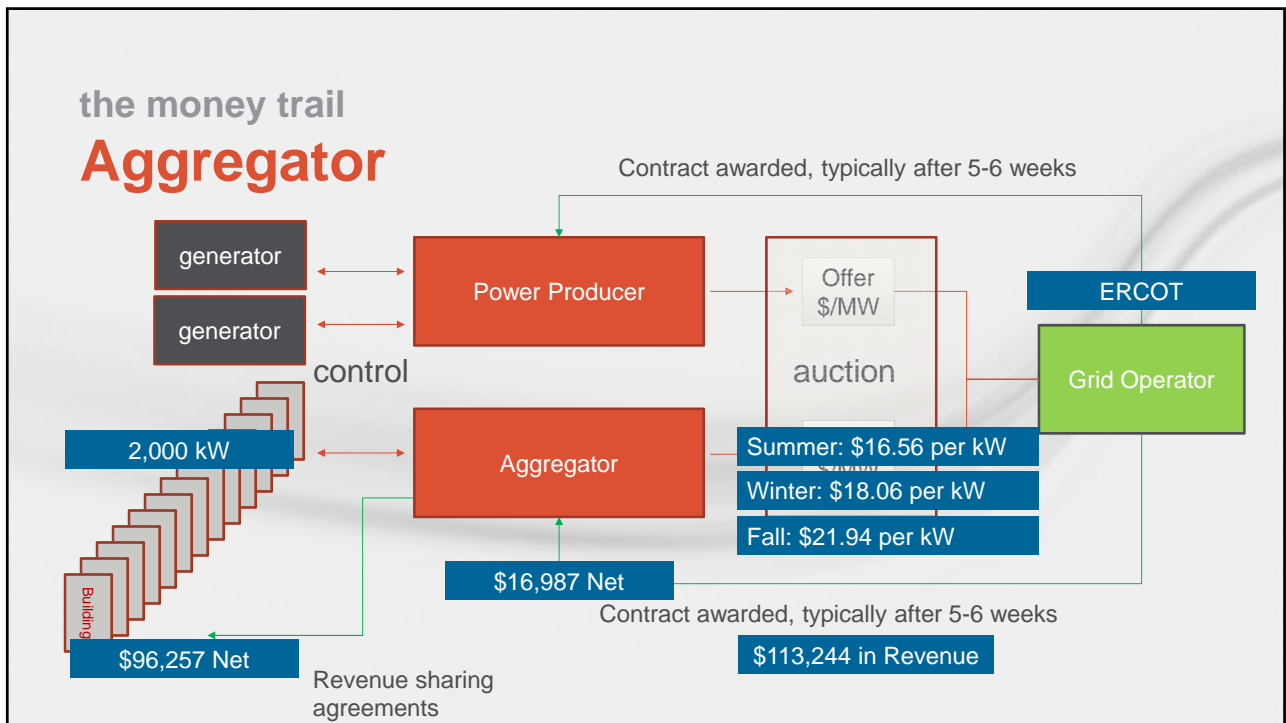 the money trail
Aggregator
Contract awarded, typically after 5-6 weeks
generator
generator
Power Producer
Offer
$/MW
ERCOT
control
auction
Grid Operator
2,000 kW
Aggregator
Summer: $16.56 per kW
$/MW
Winter: $18.06 per kW
Fall: $21.94 per kW
$16,987 Net
Building
Contract awarded, typically after 5-6 weeks
$96,257 Net
$113,244 in Revenue
Revenue sharing
agreements